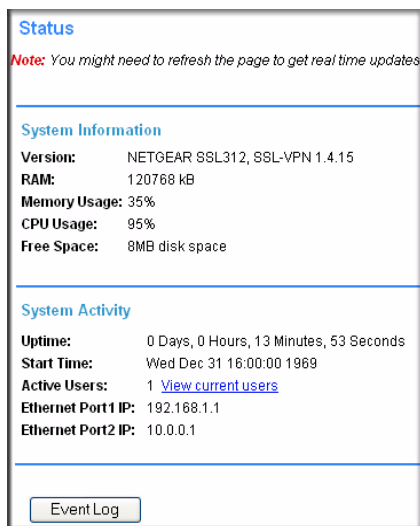 Status
Note: You might need to refresh the page to get real time updates
System Information
Version: NETGEAR SSL312, SSL-VPN 1.4.15
RAM: 120768 kB
Memory Usage: 35%
CPU Usage: 95%
Free Space: 8MB disk space
System Activity
Uptime: 0 Days, 0 Hours, 13 Minutes, 53 Seconds
Start Time: Wed Dec 31 16:00:00 1969
Active Users: 1 View current users
Ethernet Port1 IP: 192.168.1.1
Ethernet Port2 IP: 10.0.0.1
Event Log